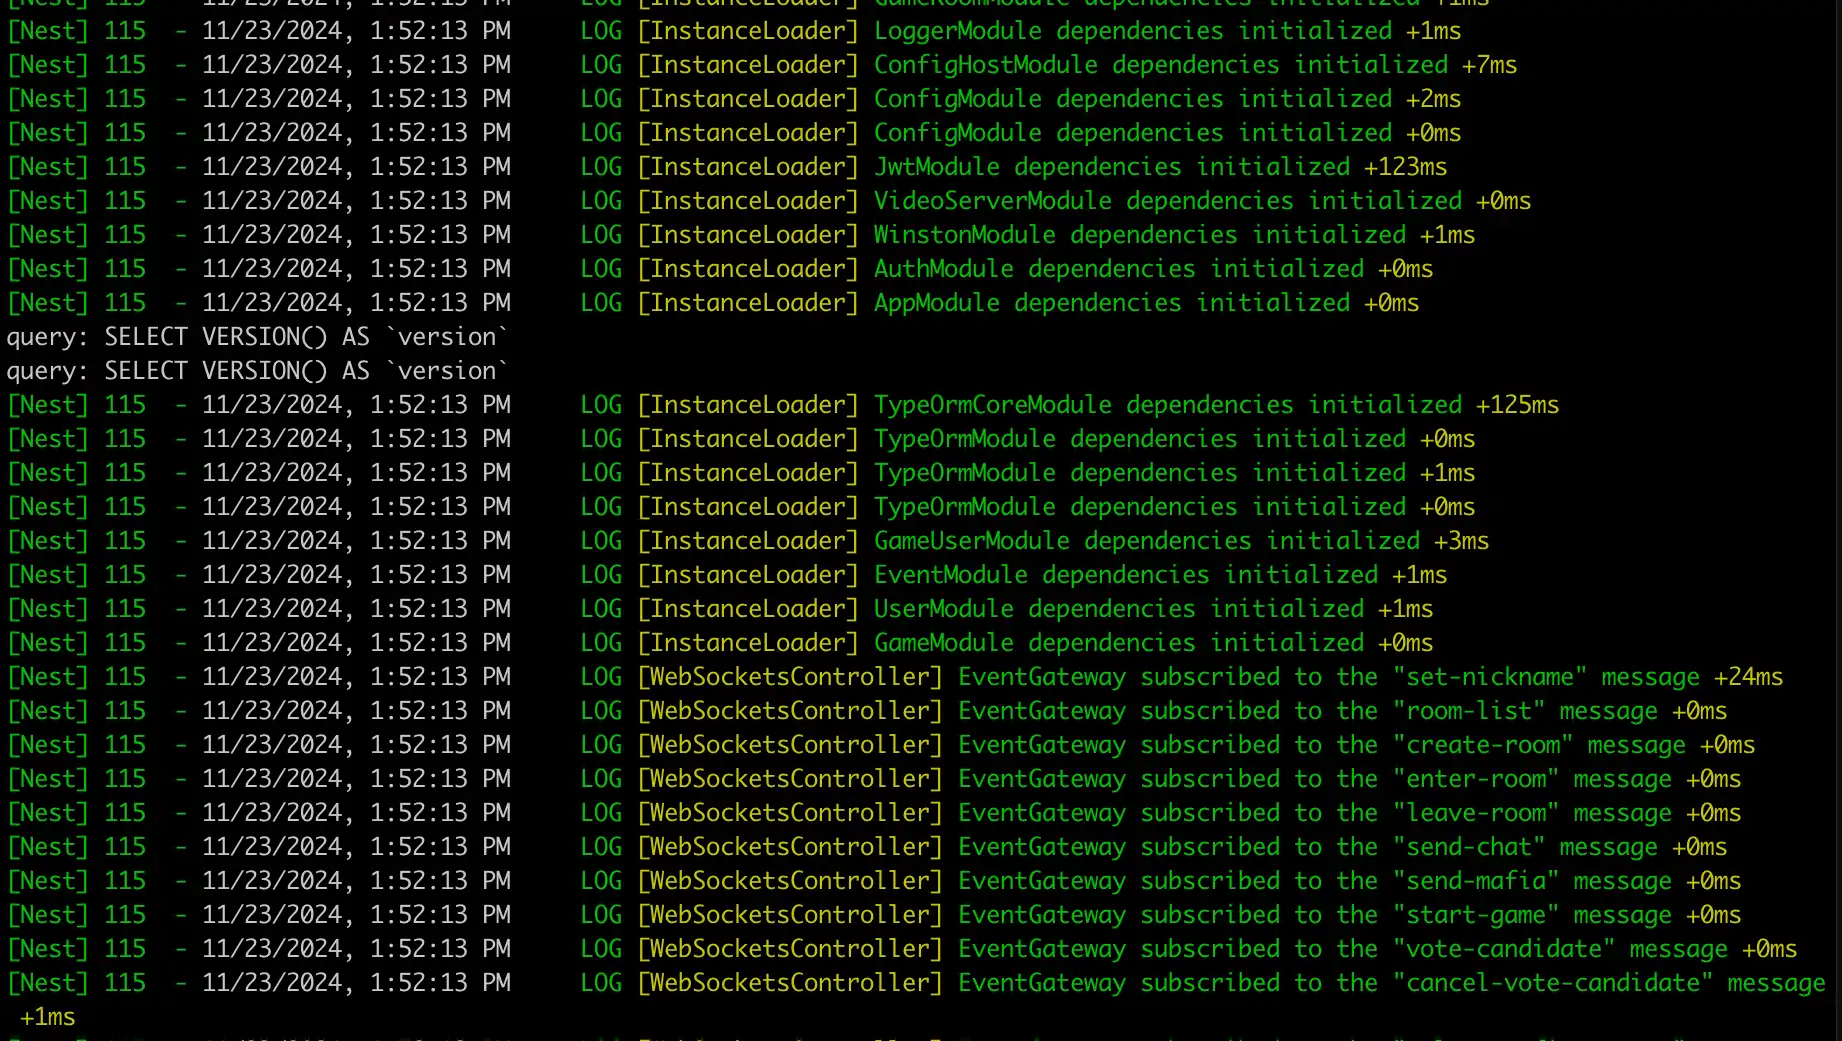 [Nest] 115 - LOG [InstanceLoader] GameRoomModule dependencies initialized +1ms
[Nest] 115  - 11/23/2024, 1:52:13 PM     LOG [InstanceLoader] LoggerModule dependencies initialized +1ms
[Nest] 115  - 11/23/2024, 1:52:13 PM     LOG [InstanceLoader] ConfigHostModule dependencies initialized +7ms
[Nest] 115  - 11/23/2024, 1:52:13 PM     LOG [InstanceLoader] ConfigModule dependencies initialized +2ms
[Nest] 115  - 11/23/2024, 1:52:13 PM     LOG [InstanceLoader] ConfigModule dependencies initialized +0ms
[Nest] 115  - 11/23/2024, 1:52:13 PM     LOG [InstanceLoader] JwtModule dependencies initialized +123ms
[Nest] 115  - 11/23/2024, 1:52:13 PM     LOG [InstanceLoader] VideoServerModule dependencies initialized +0ms
[Nest] 115  - 11/23/2024, 1:52:13 PM     LOG [InstanceLoader] WinstonModule dependencies initialized +1ms
[Nest] 115  - 11/23/2024, 1:52:13 PM     LOG [InstanceLoader] AuthModule dependencies initialized +0ms
[Nest] 115  - 11/23/2024, 1:52:13 PM     LOG [InstanceLoader] AppModule dependencies initialized +0ms
query: SELECT VERSION() AS `version`
query: SELECT VERSION() AS `version`
[Nest] 115  - 11/23/2024, 1:52:13 PM     LOG [InstanceLoader] TypeOrmCoreModule dependencies initialized +125ms
[Nest] 115  - 11/23/2024, 1:52:13 PM     LOG [InstanceLoader] TypeOrmModule dependencies initialized +0ms
[Nest] 115  - 11/23/2024, 1:52:13 PM     LOG [InstanceLoader] TypeOrmModule dependencies initialized +1ms
[Nest] 115  - 11/23/2024, 1:52:13 PM     LOG [InstanceLoader] TypeOrmModule dependencies initialized +0ms
[Nest] 115  - 11/23/2024, 1:52:13 PM     LOG [InstanceLoader] GameUserModule dependencies initialized +3ms
[Nest] 115  - 11/23/2024, 1:52:13 PM     LOG [InstanceLoader] EventModule dependencies initialized +1ms
[Nest] 115  - 11/23/2024, 1:52:13 PM     LOG [InstanceLoader] UserModule dependencies initialized +1ms
[Nest] 115  - 11/23/2024, 1:52:13 PM     LOG [InstanceLoader] GameModule dependencies initialized +0ms
[Nest] 115  - 11/23/2024, 1:52:13 PM     LOG [WebSocketsController] EventGateway subscribed to the "set-nickname" message +24ms
[Nest] 115  - 11/23/2024, 1:52:13 PM     LOG [WebSocketsController] EventGateway subscribed to the "room-list" message +0ms
[Nest] 115  - 11/23/2024, 1:52:13 PM     LOG [WebSocketsController] EventGateway subscribed to the "create-room" message +0ms
[Nest] 115  - 11/23/2024, 1:52:13 PM     LOG [WebSocketsController] EventGateway subscribed to the "enter-room" message +0ms
[Nest] 115  - 11/23/2024, 1:52:13 PM     LOG [WebSocketsController] EventGateway subscribed to the "leave-room" message +0ms
[Nest] 115  - 11/23/2024, 1:52:13 PM     LOG [WebSocketsController] EventGateway subscribed to the "send-chat" message +0ms
[Nest] 115  - 11/23/2024, 1:52:13 PM     LOG [WebSocketsController] EventGateway subscribed to the "send-mafia" message +0ms
[Nest] 115  - 11/23/2024, 1:52:13 PM     LOG [WebSocketsController] EventGateway subscribed to the "start-game" message +0ms
[Nest] 115  - 11/23/2024, 1:52:13 PM     LOG [WebSocketsController] EventGateway subscribed to the "vote-candidate" message +0ms
[Nest] 115  - 11/23/2024, 1:52:13 PM     LOG [WebSocketsController] EventGateway subscribed to the "cancel-vote-candidate" message
+1ms